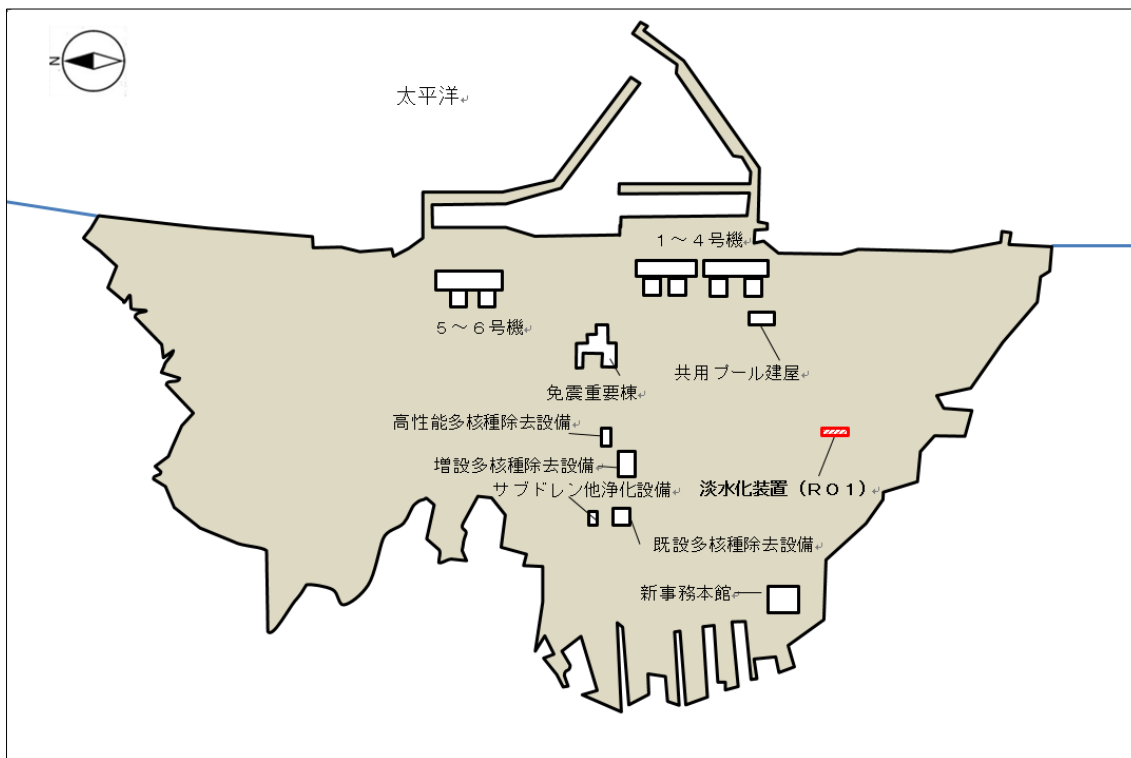 N
太平洋
1～4号機
5～6号機
共用プール建屋
免震重要棟
高性能多核種除去設備
増設多核種除去設備
サブドレン他浄化設備
淡水化装置（RO1）
既設多核種除去設備
新事務本館